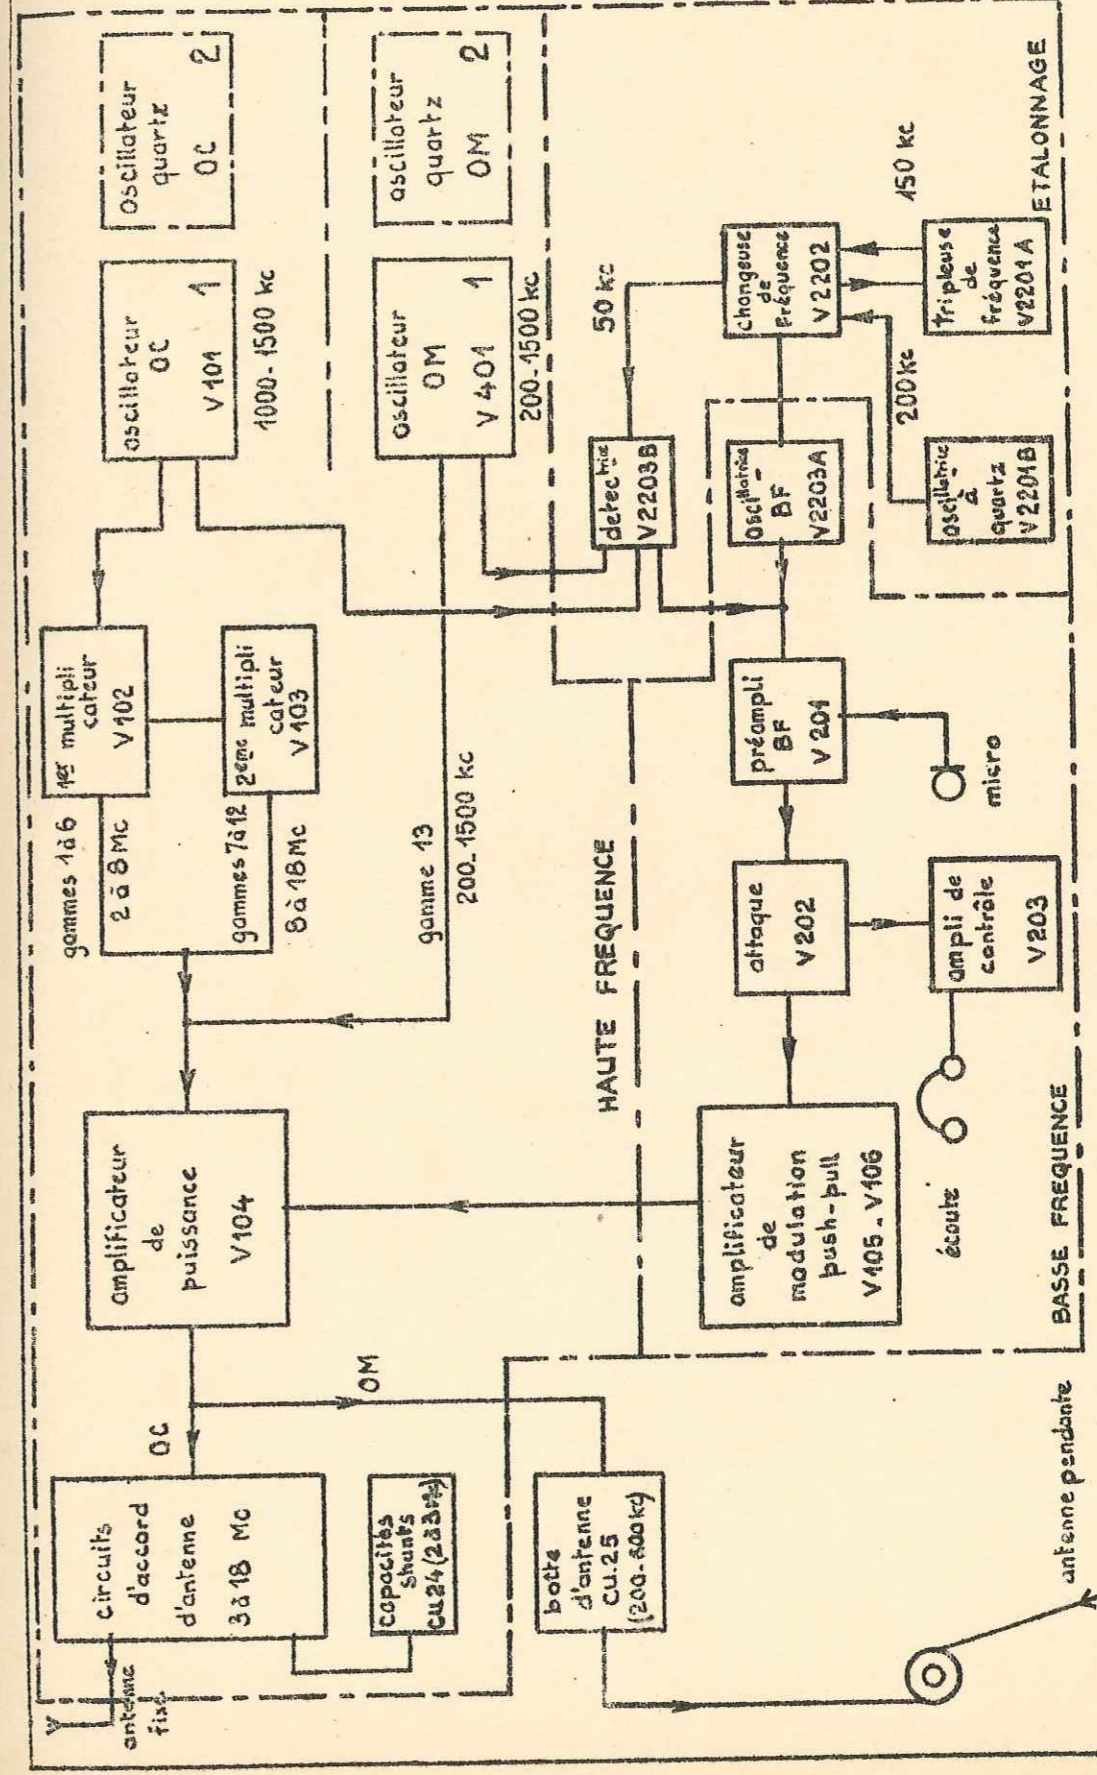 oscillateur
quartz
OC 2
oscillateur
quartz
OM 2
oscillateur
OC
V101 1
1000-1500 kc
oscillateur
OM
V401 1
200-1500 kc
1er multipli
cateur
V102
2ème multipli
cateur
V103
gammes 1 à 6
2 à 8 Mc
gammes 7 à 12
8 à 18 Mc
gamme 13
200-1500 kc
amplificateur
de
puissance
V104
OC
OM
circuits
d'accord
d'antenne
3 à 18 Mc
capacités
shunts
CU24 (2à3Mc)
antenne
fixe
boite
d'antenne
CU.25
antenne pendante
HAUTE FREQUENCE
50 kc
détectrice
V2203B
changeuse
de
fréquence
V2202
150 kc
tripleuse
de
fréquence
V2201A
ETALONNAGE
oscillatrice
BF
V2203A
200 kc
oscillatrice
à
quartz
V2201B
préampli
BF
V201
micro
attaque
V202
ampli de
contrôle
V203
écoute
amplificateur
de
modulation
push-pull
V105-V106
BASSE FREQUENCE